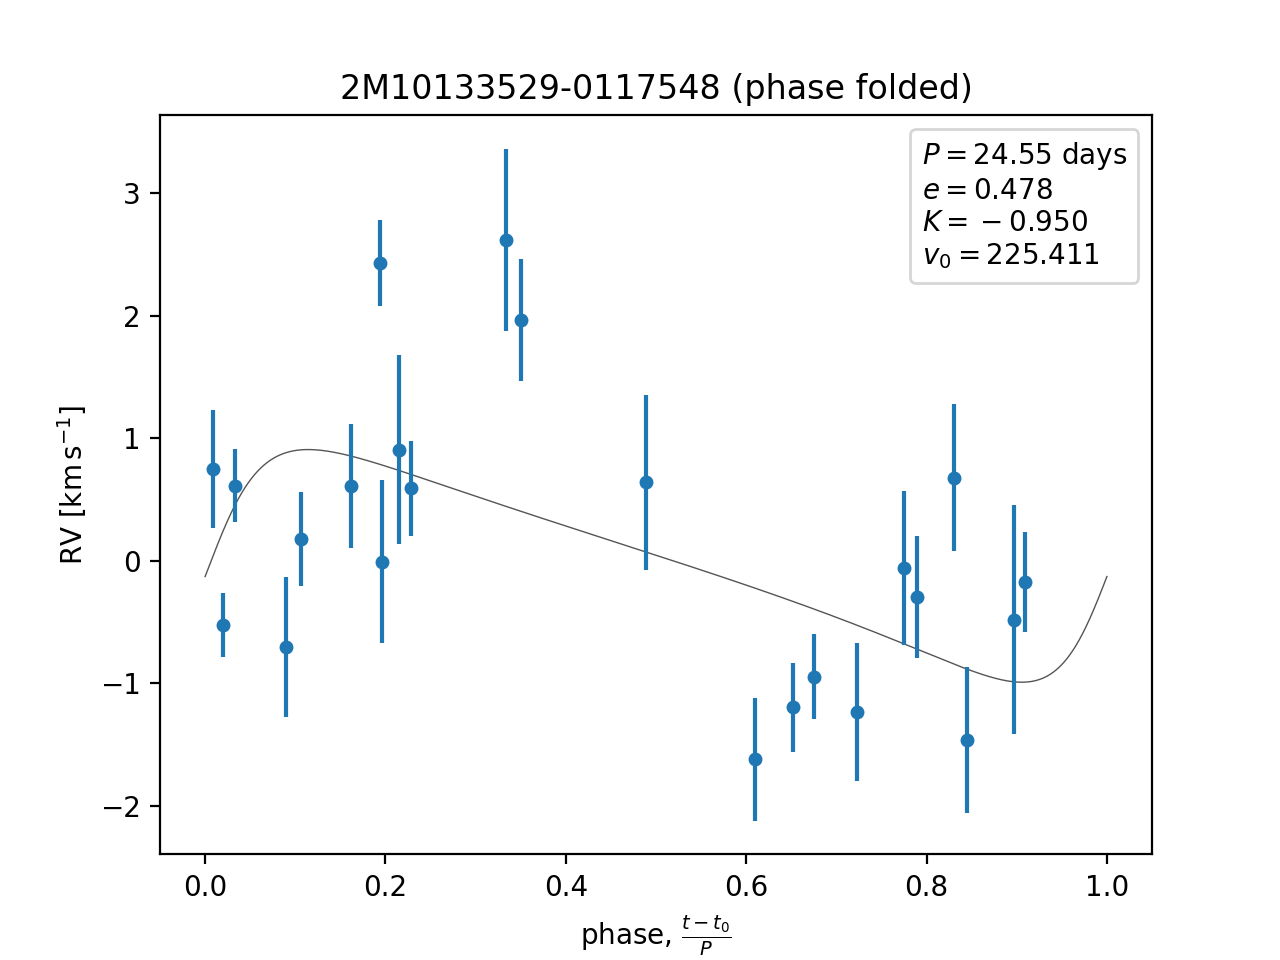 2M10133529-0117548 (phase folded)
P = 24.55 days
e = 0.478
K = −0.950
v₀ = 225.411
RV [km s⁻¹]
3
2
1
0
−1
−2
0.0 0.2 0.4 0.6 0.8 1.0
phase, (t − t₀)/P